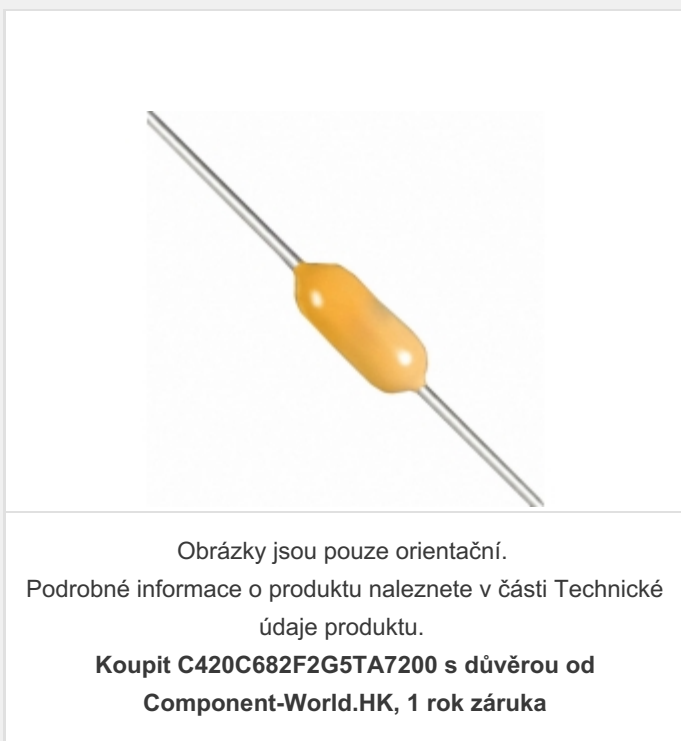 Obrázky jsou pouze orientační.
Podrobné informace o produktu naleznete v části Technické
údaje produktu.
Koupit C420C682F2G5TA7200 s důvěrou od
Component-World.HK, 1 rok záruka